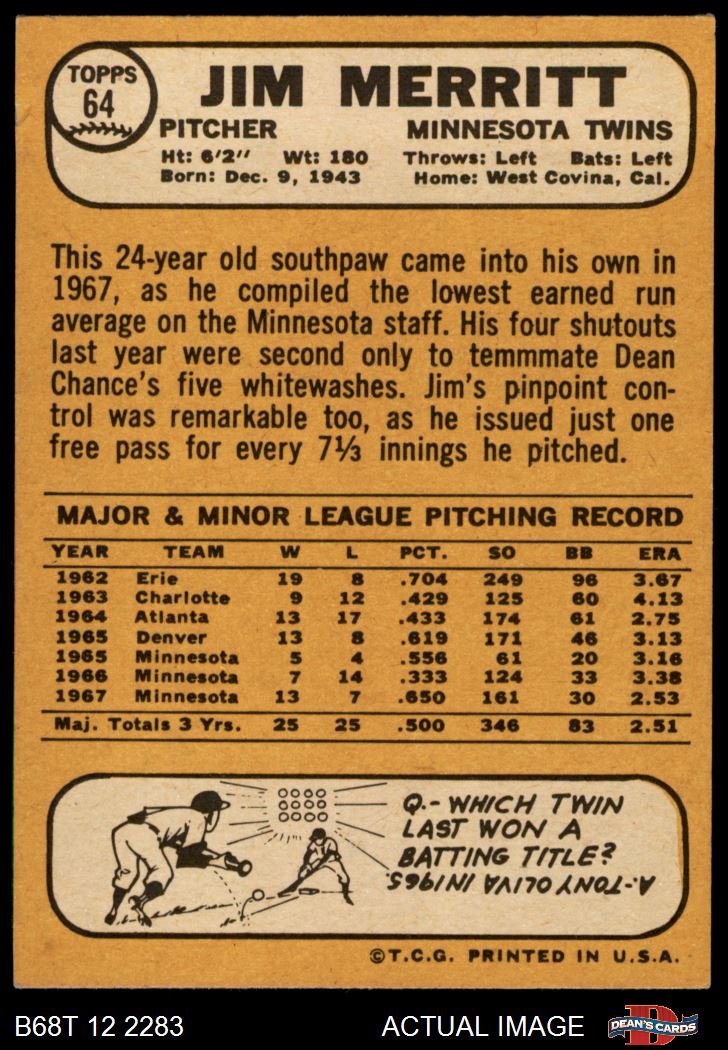 TOPPS
64
JIM MERRITT
PITCHER MINNESOTA TWINS
Ht: 6'2" Wt: 180 Throws: Left Bats: Left
Born: Dec. 9, 1943 Home: West Covina, Cal.
This 24-year old southpaw came into his own in
1967, as he compiled the lowest earned run
average on the Minnesota staff. His four shutouts
last year were second only to temmmate Dean
Chance's five whitewashes. Jim's pinpoint con-
trol was remarkable too, as he issued just one
free pass for every 7⅓ innings he pitched.
MAJOR & MINOR LEAGUE PITCHING RECORD
YEAR TEAM W L PCT. SO BB ERA
1962 Erie 19 8 .704 249 96 3.67
1963 Charlotte 9 12 .429 125 60 4.13
1964 Atlanta 13 17 .433 174 61 2.75
1965 Denver 13 8 .619 171 46 3.13
1965 Minnesota 5 4 .556 61 20 3.16
1966 Minnesota 7 14 .333 124 33 3.38
1967 Minnesota 13 7 .650 161 30 2.53
Maj. Totals 3 Yrs. 25 25 .500 346 83 2.51
Q.-WHICH TWIN
LAST WON A
BATTING TITLE?
A-TONY OLIVA IN 1965
©T.C.G. PRINTED IN U.S.A.
B68T 12 2283 ACTUAL IMAGE DEAN'S CARDS